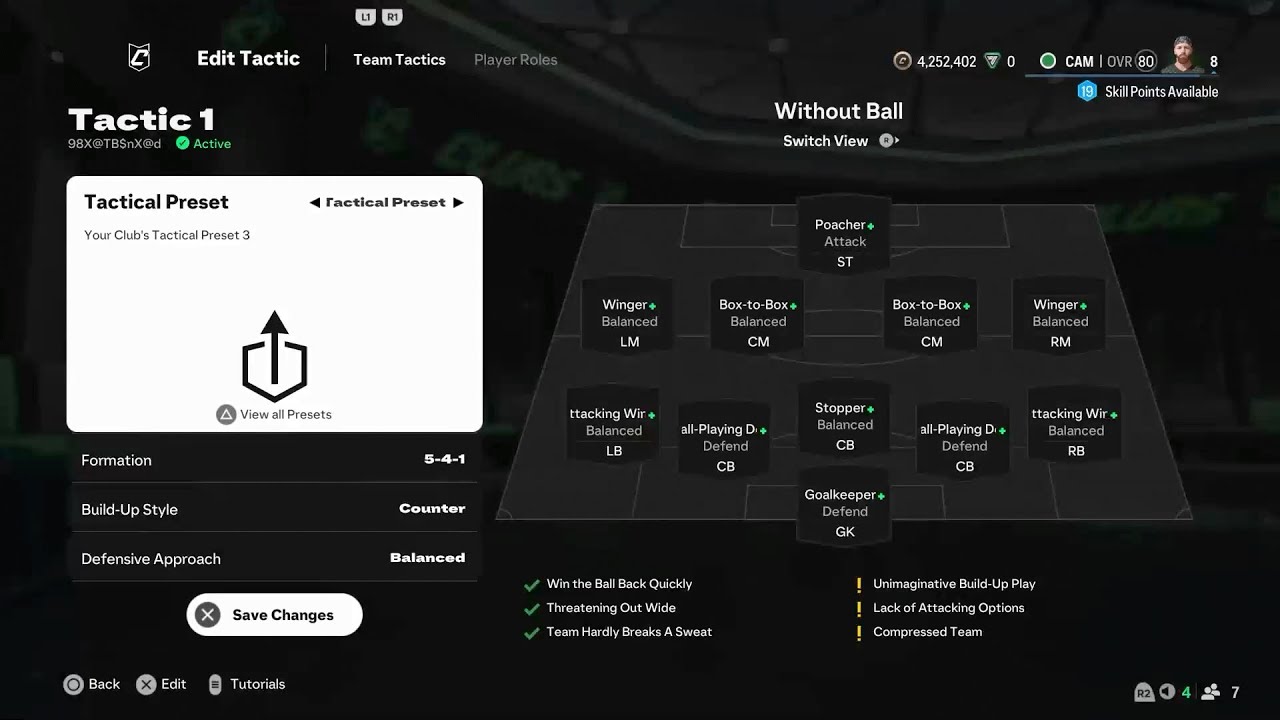 L1 R1
Edit Tactic
Team Tactics
Player Roles
4,252,402 0
CAM | OVR 80 8
19 Skill Points Available
Tactic 1
98X@TB$nX@d
Active
Without Ball
Switch View R
Tactical Preset
Tactical Preset
Your Club's Tactical Preset 3
View all Presets
Formation 5-4-1
Build-Up Style Counter
Defensive Approach Balanced
Save Changes
Poacher+
Attack
ST
Winger+
Balanced
LM
Box-to-Box+
Balanced
CM
Box-to-Box+
Balanced
CM
Winger+
Balanced
RM
ttacking Win+
Balanced
LB
all-Playing De+
Defend
CB
Stopper+
Balanced
CB
all-Playing De+
Defend
CB
ttacking Win+
Balanced
RB
Goalkeeper+
Defend
GK
Win the Ball Back Quickly
Threatening Out Wide
Team Hardly Breaks A Sweat
Unimaginative Build-Up Play
Lack of Attacking Options
Compressed Team
Back
Edit
Tutorials
R2 4 7